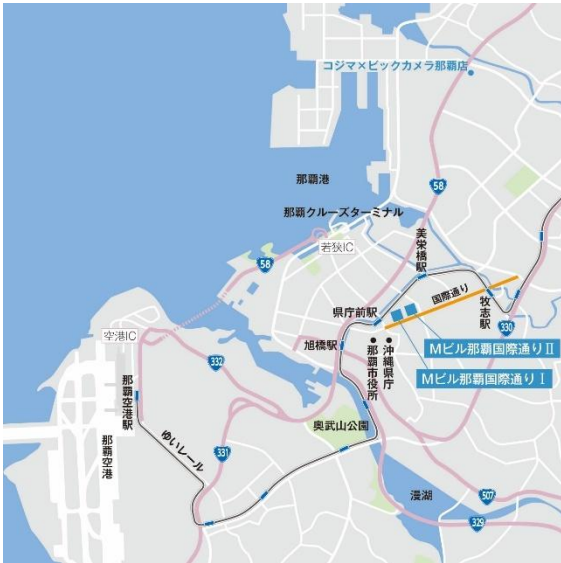 コジマ×ビックカメラ那覇店
那覇港
58
那覇クルーズターミナル
若狭IC
美栄橋駅
58
国際通り
県庁前駅
牧志駅
空港IC
330
旭橋駅
Mビル那覇国際通りⅡ
332
沖縄県庁
那覇市役所
Mビル那覇国際通りⅠ
那覇空港駅
奥武山公園
ゆいレール
331
那覇空港
漫湖
507
329